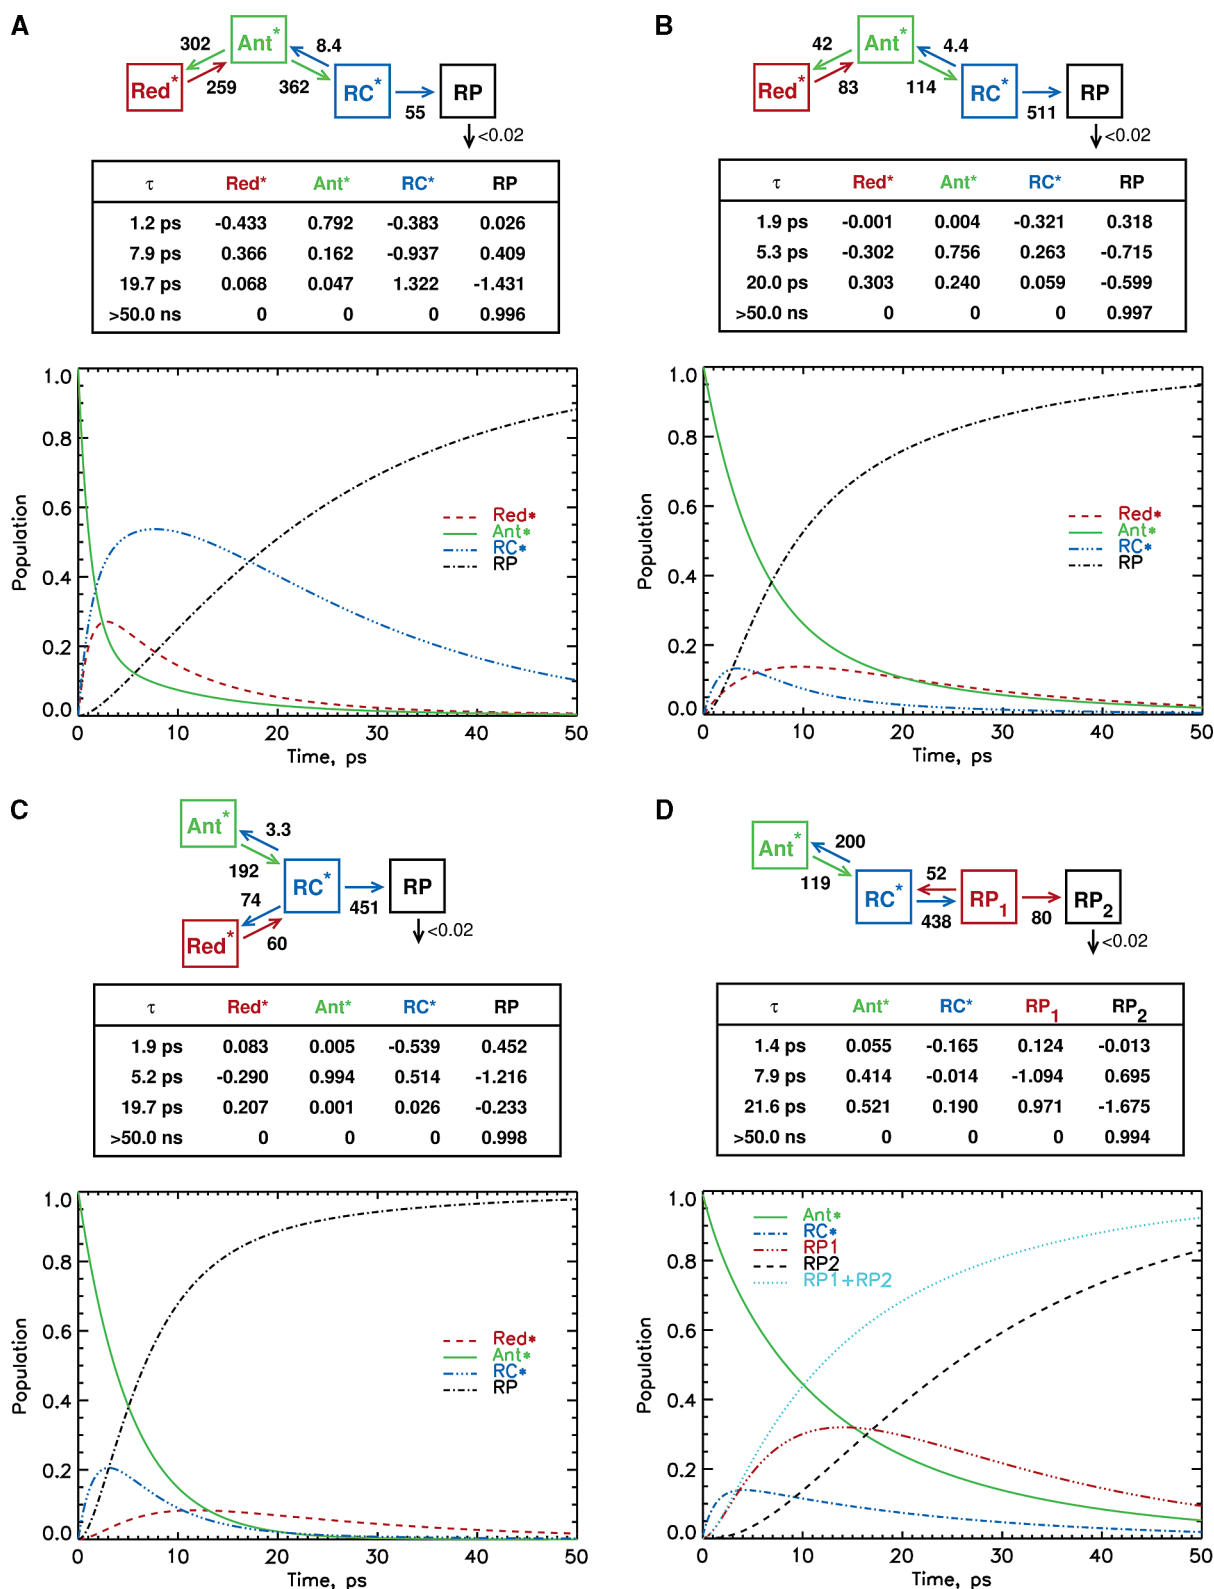 A
302
Ant*
8.4
Red*
259
362
RC*
55
RP
<0.02
τ Red* Ant* RC* RP
1.2 ps -0.433 0.792 -0.383 0.026
7.9 ps 0.366 0.162 -0.937 0.409
19.7 ps 0.068 0.047 1.322 -1.431
>50.0 ns 0 0 0 0.996
1.0
0.8
0.6
0.4
0.2
0.0
Population
Red*
Ant*
RC*
RP
0 10 20 30 40 50
Time, ps
B
42
Ant*
4.4
Red*
83
114
RC*
511
RP
<0.02
τ Red* Ant* RC* RP
1.9 ps -0.001 0.004 -0.321 0.318
5.3 ps -0.302 0.756 0.263 -0.715
20.0 ps 0.303 0.240 0.059 -0.599
>50.0 ns 0 0 0 0.997
1.0
0.8
0.6
0.4
0.2
0.0
Population
Red*
Ant*
RC*
RP
0 10 20 30 40 50
Time, ps
C
Ant*
3.3
192
RC*
74
451
RP
Red*
60
<0.02
τ Red* Ant* RC* RP
1.9 ps 0.083 0.005 -0.539 0.452
5.2 ps -0.290 0.994 0.514 -1.216
19.7 ps 0.207 0.001 0.026 -0.233
>50.0 ns 0 0 0 0.998
1.0
0.8
0.6
0.4
0.2
0.0
Population
Red*
Ant*
RC*
RP
0 10 20 30 40 50
Time, ps
D
Ant*
200
119
RC*
52
438
RP1
80
RP2
<0.02
τ Ant* RC* RP1 RP2
1.4 ps 0.055 -0.165 0.124 -0.013
7.9 ps 0.414 -0.014 -1.094 0.695
21.6 ps 0.521 0.190 0.971 -1.675
>50.0 ns 0 0 0 0.994
1.0
0.8
0.6
0.4
0.2
0.0
Population
Ant*
RC*
RP1
RP2
RP1+RP2
0 10 20 30 40 50
Time, ps